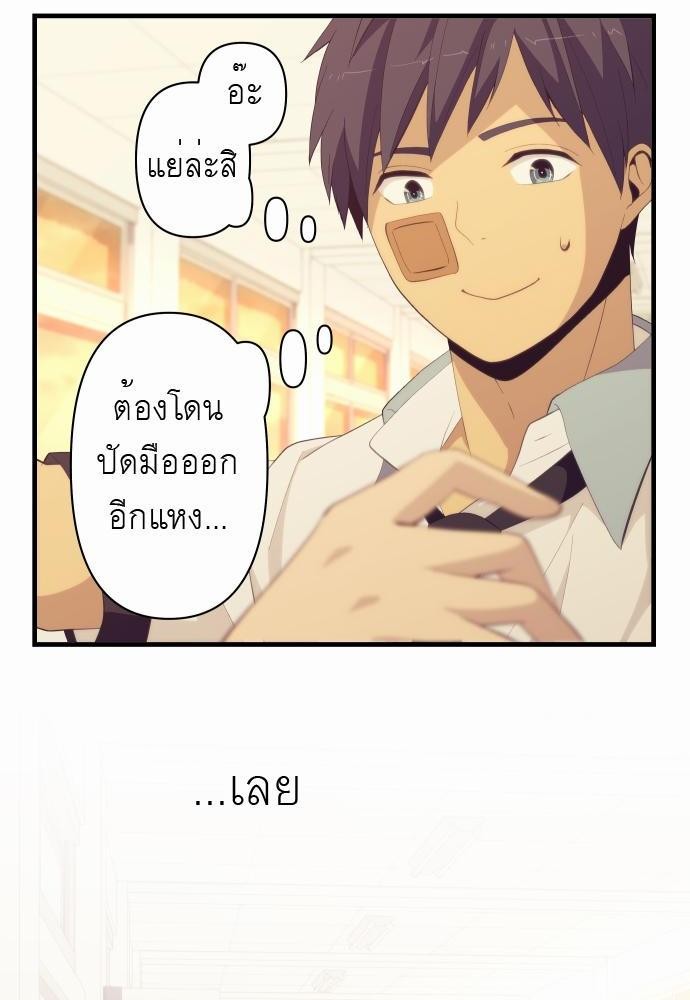 อ๊ะ
แย่ล่ะสิ
ต้องโดน
ปัดมือออก
อีกแหง...
...เลย